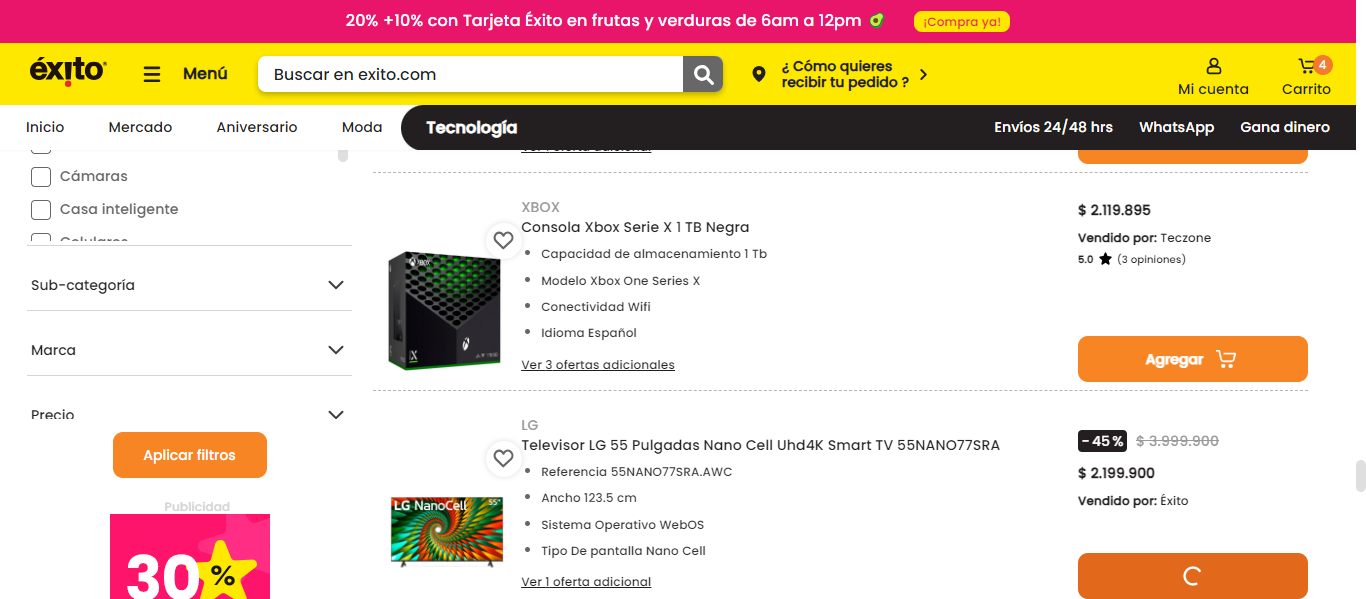 20% +10% con Tarjeta Éxito en frutas y verduras de 6am a 12pm
¡Compra ya!
éxito
Menú
Buscar en exito.com
¿ Cómo quieres
recibir tu pedido ?
Mi cuenta
4
Carrito
Inicio
Mercado
Aniversario
Moda
Tecnología
Envíos 24/48 hrs
WhatsApp
Gana dinero
Cámaras
Casa inteligente
Celulares
Sub-categoría
Marca
Precio
Aplicar filtros
Publicidad
30%
Ver 1 oferta adicional
XBOX
Consola Xbox Serie X 1 TB Negra
Capacidad de almacenamiento 1 Tb
Modelo Xbox One Series X
Conectividad Wifi
Idioma Español
Ver 3 ofertas adicionales
XBOX
X
$ 2.119.895
Vendido por: Teczone
5.0 (3 opiniones)
Agregar
LG
Televisor LG 55 Pulgadas Nano Cell Uhd4K Smart TV 55NANO77SRA
Referencia 55NANO77SRA.AWC
Ancho 123.5 cm
Sistema Operativo WebOS
Tipo De pantalla Nano Cell
Ver 1 oferta adicional
LG NanoCell 55"
- 45 % $ 3.999.900
$ 2.199.900
Vendido por: Éxito